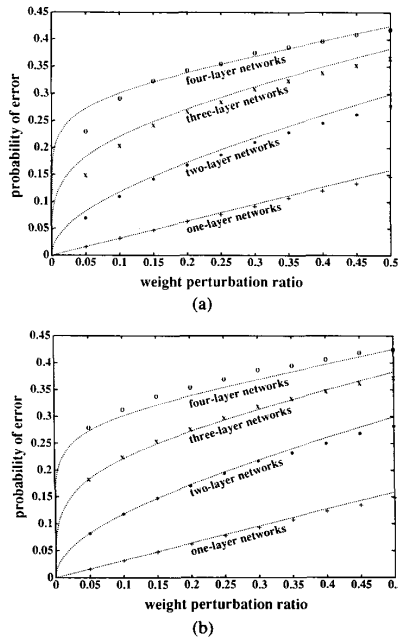 0.45
0.4
0.35
0.3
0.25
0.2
0.15
0.1
0.05
0
probability of error
four-layer networks
three-layer networks
two-layer networks
one-layer networks
0 0.05 0.1 0.15 0.2 0.25 0.3 0.35 0.4 0.45 0.5
weight perturbation ratio
(a)
0.45
0.4
0.35
0.3
0.25
0.2
0.15
0.1
0.05
0
probability of error
four-layer networks
three-layer networks
two-layer networks
one-layer networks
0 0.05 0.1 0.15 0.2 0.25 0.3 0.35 0.4 0.45 0.
weight perturbation ratio
(b)